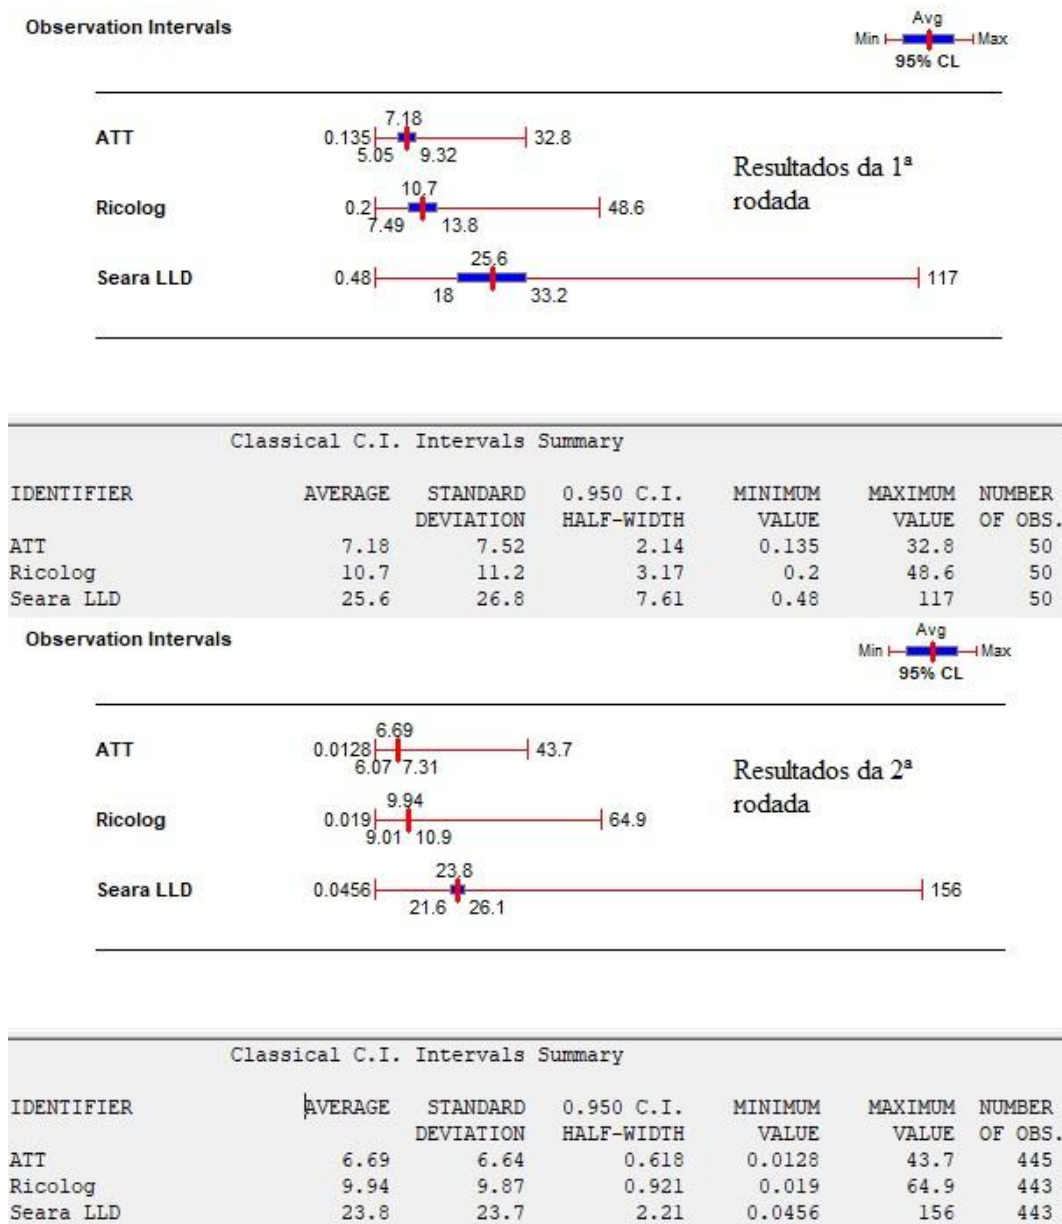 Observation Intervals
Avg
Min Max
95% CL
7.18
ATT 0.135 32.8
5.05 9.32
Resultados da 1ª
rodada
10.7
Ricolog 0.2 48.6
7.49 13.8
25.6
Seara LLD 0.48 117
18 33.2
Classical C.I. Intervals Summary
IDENTIFIER AVERAGE STANDARD 0.950 C.I. MINIMUM MAXIMUM NUMBER
DEVIATION HALF-WIDTH VALUE VALUE OF OBS.
ATT 7.18 7.52 2.14 0.135 32.8 50
Ricolog 10.7 11.2 3.17 0.2 48.6 50
Seara LLD 25.6 26.8 7.61 0.48 117 50
Observation Intervals
Avg
Min Max
95% CL
6.69
ATT 0.0128 43.7
6.07 7.31
Resultados da 2ª
rodada
9.94
Ricolog 0.019 64.9
9.01 10.9
23.8
Seara LLD 0.0456 156
21.6 26.1
Classical C.I. Intervals Summary
IDENTIFIER AVERAGE STANDARD 0.950 C.I. MINIMUM MAXIMUM NUMBER
DEVIATION HALF-WIDTH VALUE VALUE OF OBS.
ATT 6.69 6.64 0.618 0.0128 43.7 445
Ricolog 9.94 9.87 0.921 0.019 64.9 443
Seara LLD 23.8 23.7 2.21 0.0456 156 443